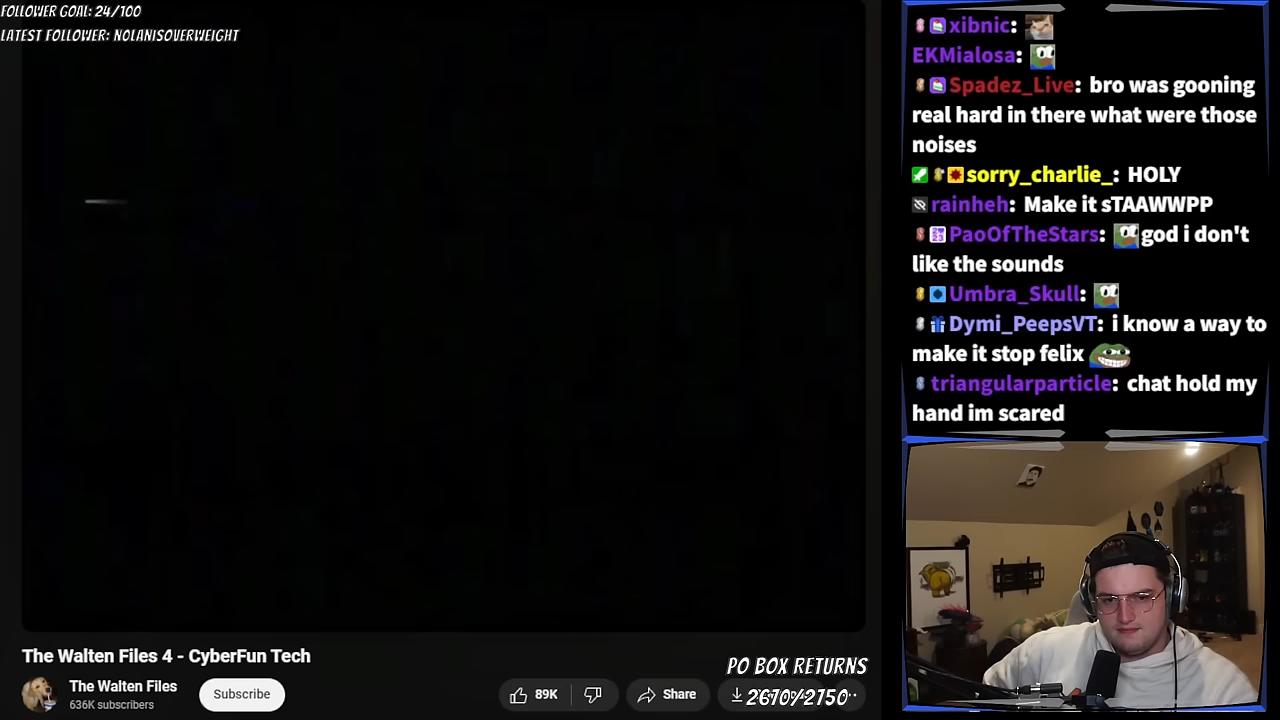 FOLLOWER GOAL: 24/100
LATEST FOLLOWER: NOLANISOVERWEIGHT
xibnic:
EKMialosa:
Spadez_Live: bro was gooning
real hard in there what were those
noises
sorry_charlie_: HOLY
rainheh: Make it sTAAWWPP
PaoOfTheStars: god i don't
like the sounds
Umbra_Skull:
Dymi_PeepsVT: i know a way to
make it stop felix
triangularparticle: chat hold my
hand im scared
The Walten Files 4 - CyberFun Tech
The Walten Files
636K subscribers
Subscribe
89K
Share
PO BOX RETURNS
2670/2750